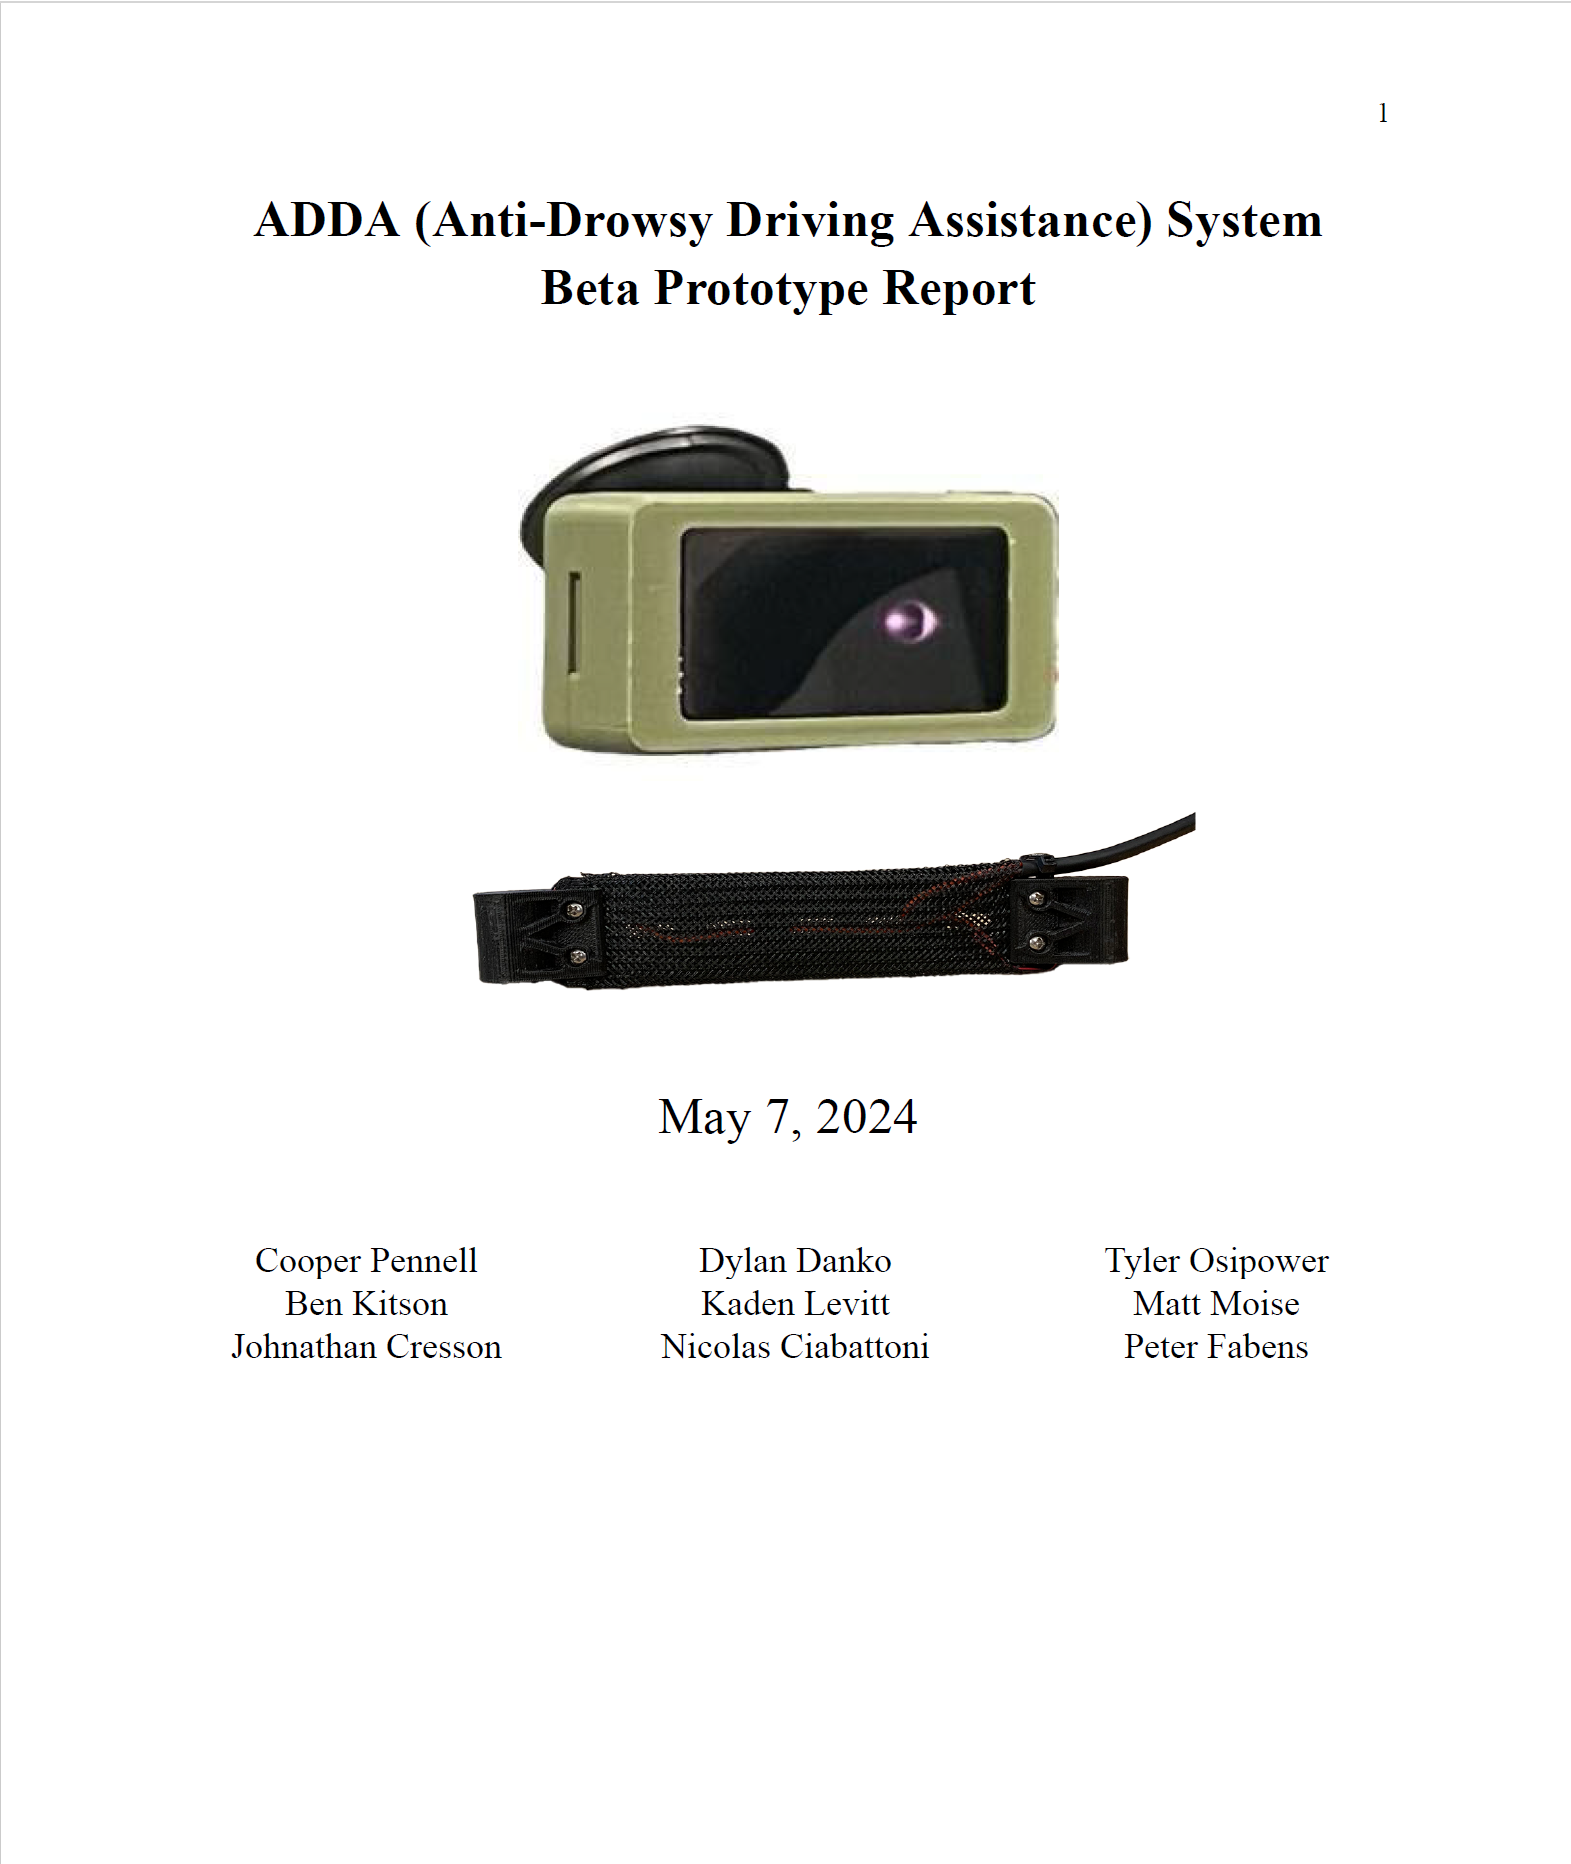 1
ADDA (Anti-Drowsy Driving Assistance) System
Beta Prototype Report
May 7, 2024
Cooper Pennell
Ben Kitson
Johnathan Cresson
Dylan Danko
Kaden Levitt
Nicolas Ciabattoni
Tyler Osipower
Matt Moise
Peter Fabens